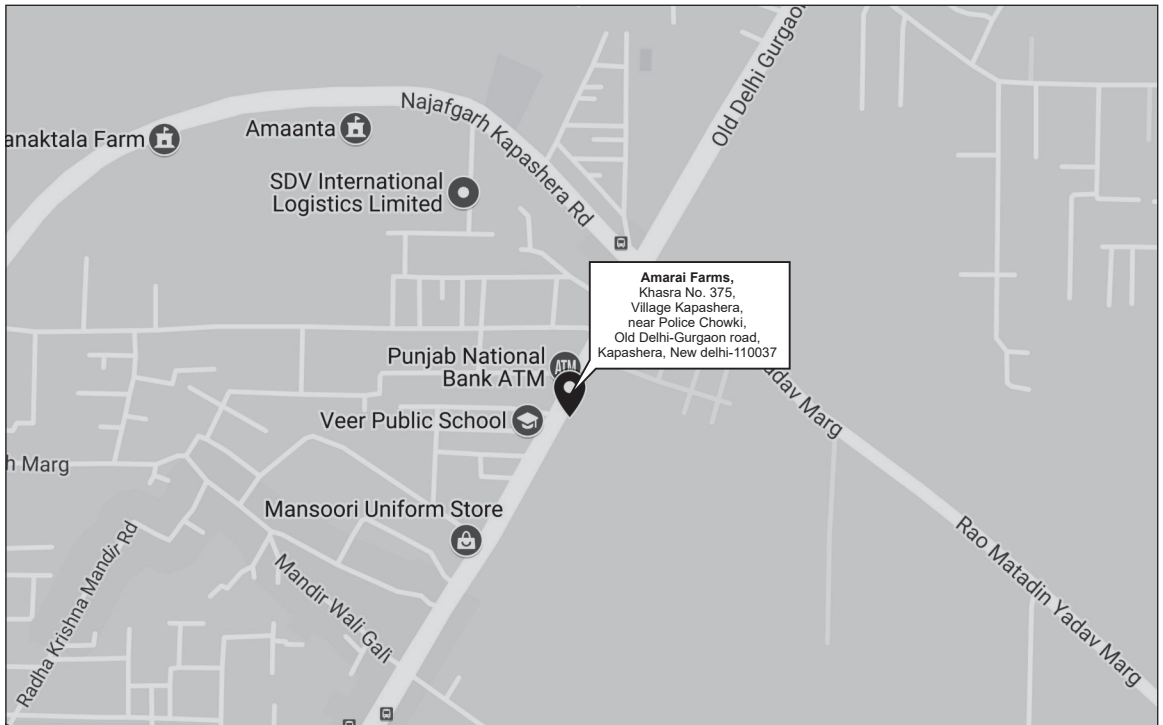 Old Delhi Gurgaon
Najafgarh Kapashera Rd
Amaanta
anaktala Farm
SDV International
Logistics Limited
Amarai Farms,
Khasra No. 375,
Village Kapashera,
near Police Chowki,
Old Delhi-Gurgaon road,
Kapashera, New delhi-110037
Punjab National
Bank ATM
ATM
Veer Public School
adav Marg
h Marg
Mansoori Uniform Store
Radha Krishna Mandir Rd
Mandir Wali Gali
Rao Matadin Yadav Marg